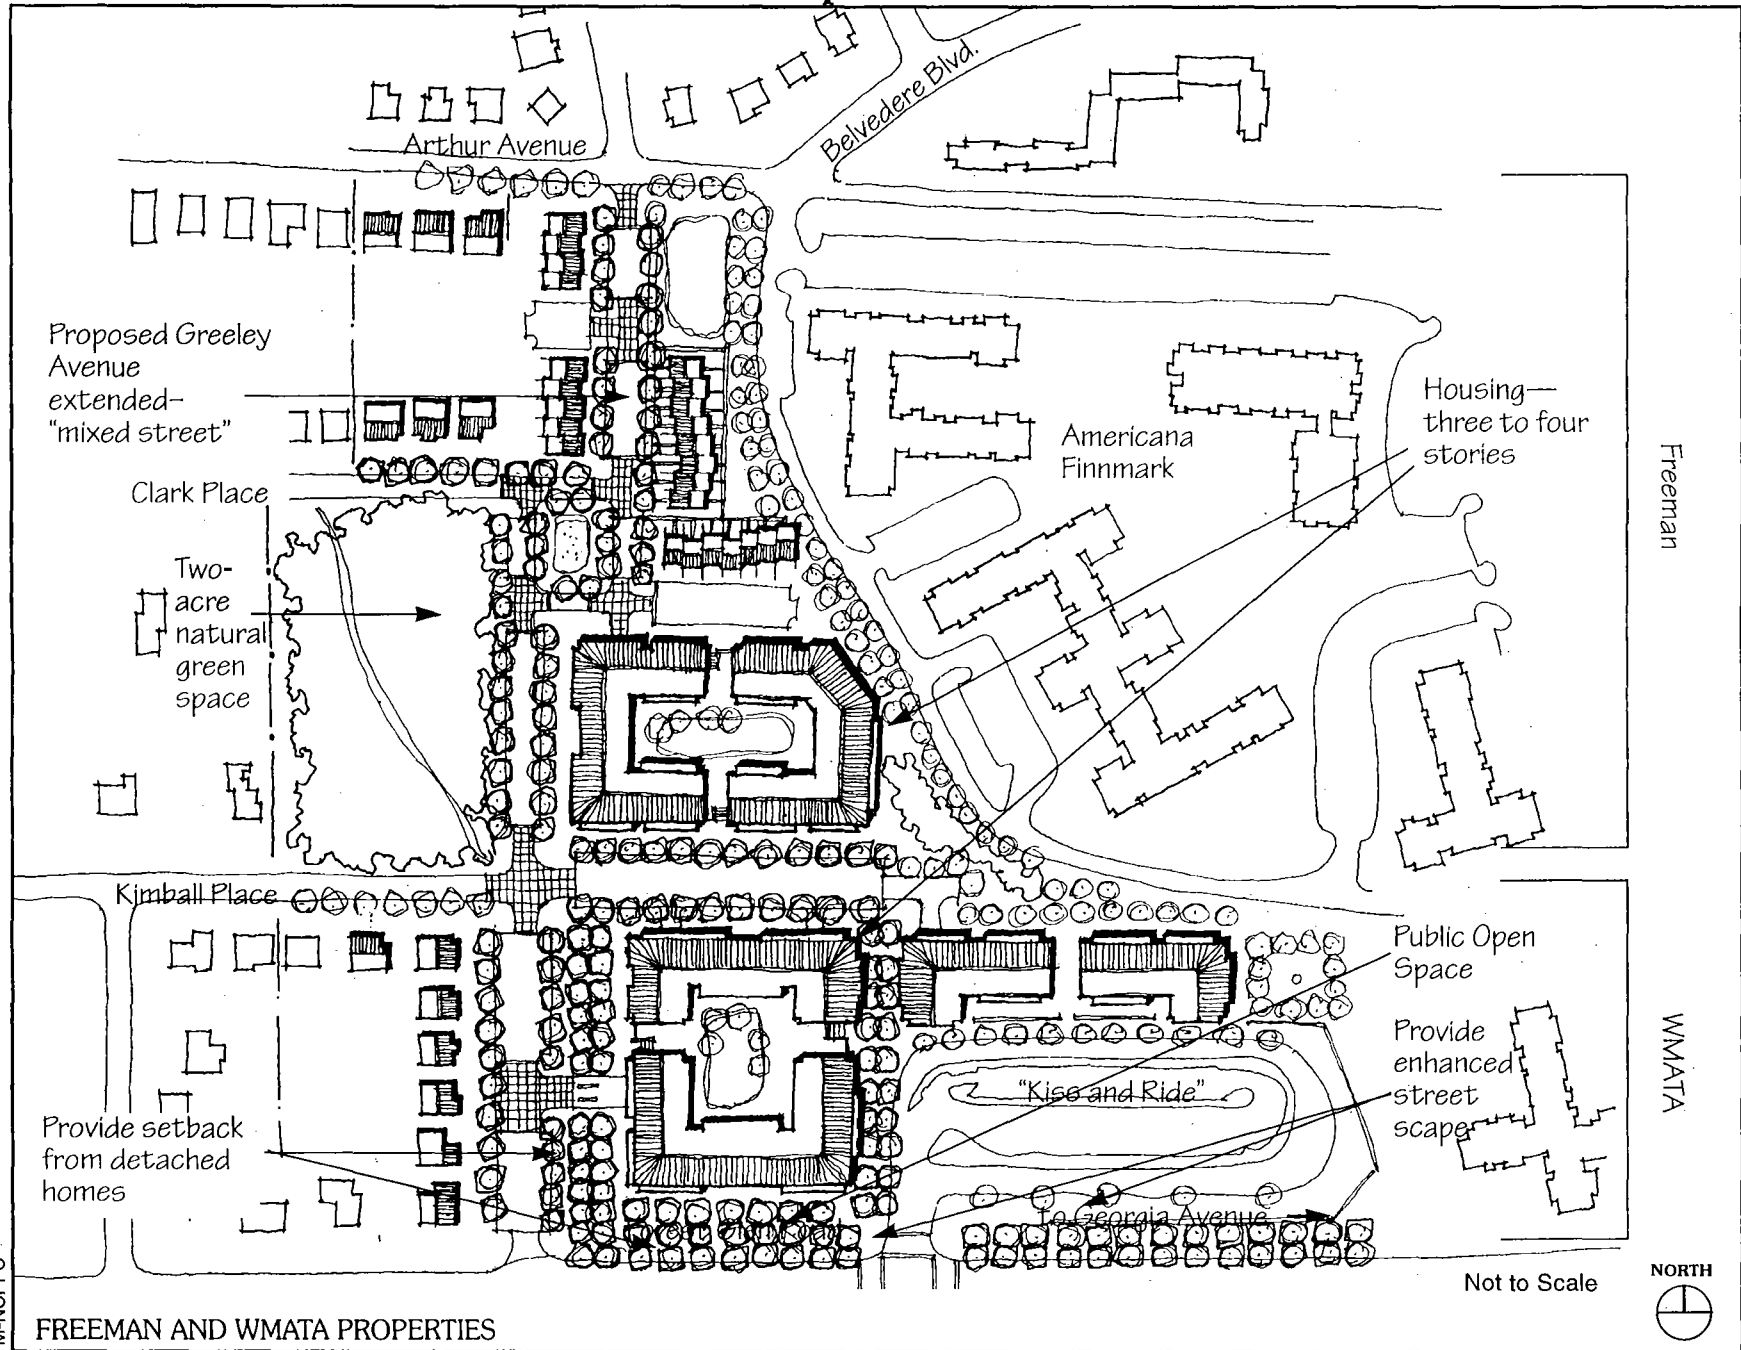 Belvedere Blvd.
Arthur Avenue
Proposed Greeley
Avenue
extended–
"mixed street"
Housing—
three to four
stories
Americana
Finnmark
Freeman
Clark Place
Two-
acre
natural
green
space
Kimball Place
Public Open
Space
Provide
enhanced
street
scape
WMATA
"Kiss and Ride"
Provide setback
from detached
homes
To Georgia Avenue
Not to Scale
NORTH
FREEMAN AND WMATA PROPERTIES